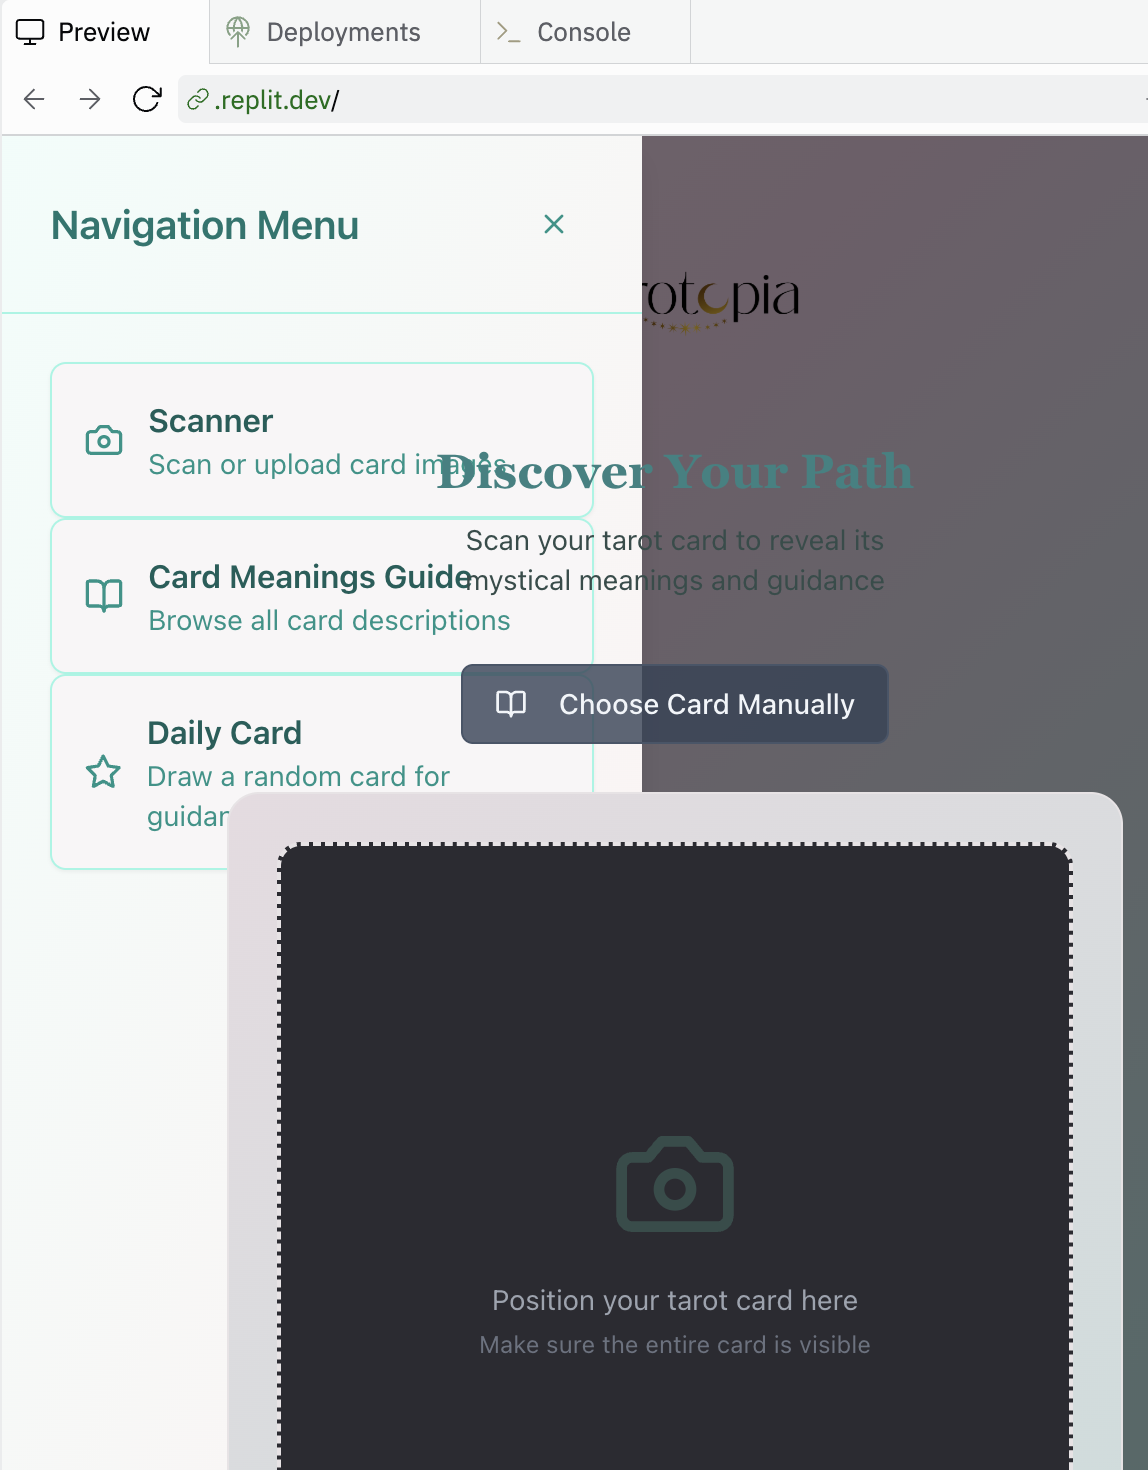 Preview
Deployments
Console
.replit.dev/
Navigation Menu
rotopia
Scanner
Scan or upload card images
Discover Your Path
Scan your tarot card to reveal its
mystical meanings and guidance
Card Meanings Guide
Browse all card descriptions
Choose Card Manually
Daily Card
Draw a random card for
guidan
Position your tarot card here
Make sure the entire card is visible